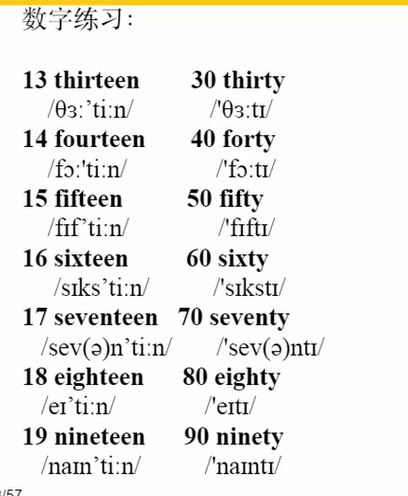 数字练习：
13 thirteen 30 thirty
/θɜː’tiːn/ /'θɜːtɪ/
14 fourteen 40 forty
/fɔː'tiːn/ /'fɔːtɪ/
15 fifteen 50 fifty
/fɪf’tiːn/ /'fɪftɪ/
16 sixteen 60 sixty
/sɪks’tiːn/ /'sɪkstɪ/
17 seventeen 70 seventy
/sev(ə)n’tiːn/ /'sev(ə)ntɪ/
18 eighteen 80 eighty
/eɪ’tiːn/ /'eɪtɪ/
19 nineteen 90 ninety
/naɪn’tiːn/ /'naɪntɪ/